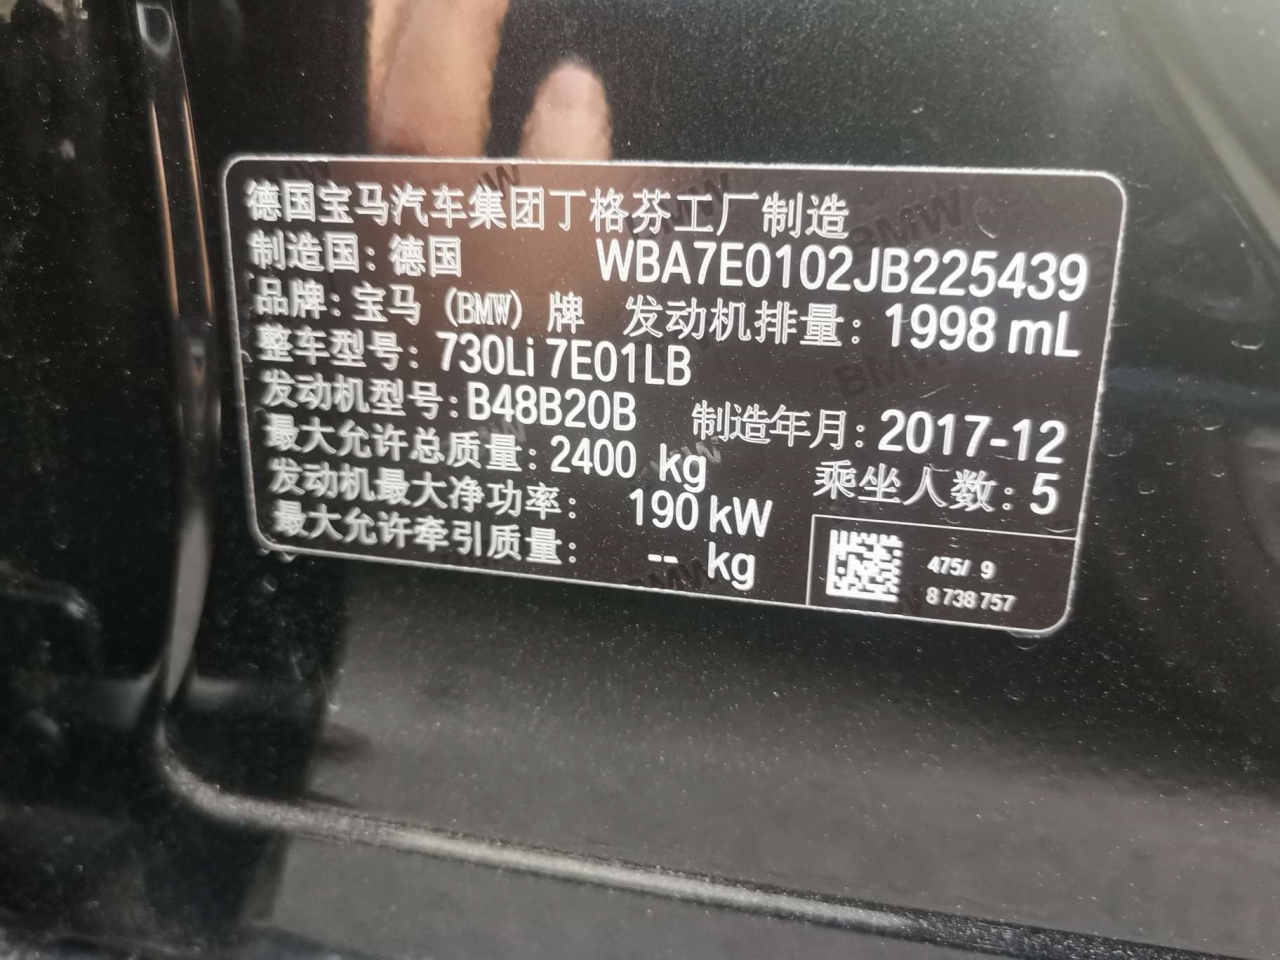 德国宝马汽车集团丁格芬工厂制造
制造国: 德国 WBA7E0102JB225439
品牌: 宝马 (BMW) 牌 发动机排量: 1998 mL
整车型号: 730Li 7E01LB
发动机型号: B48B20B 制造年月: 2017-12
最大允许总质量: 2400 kg 乘坐人数: 5
发动机最大净功率: 190 kW
最大允许牵引质量: -- kg
475/ 9
8 738 757